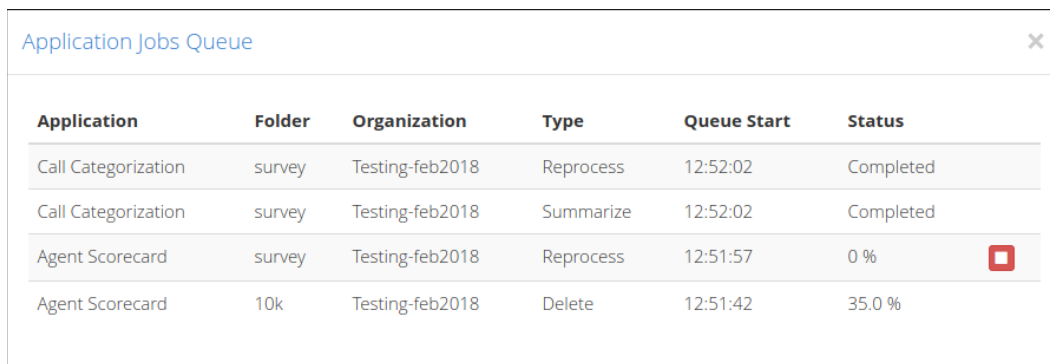 Application Jobs Queue ×
Application Folder Organization Type Queue Start Status
Call Categorization survey Testing-feb2018 Reprocess 12:52:02 Completed
Call Categorization survey Testing-feb2018 Summarize 12:52:02 Completed
Agent Scorecard survey Testing-feb2018 Reprocess 12:51:57 0 %
Agent Scorecard 10k Testing-feb2018 Delete 12:51:42 35.0 %